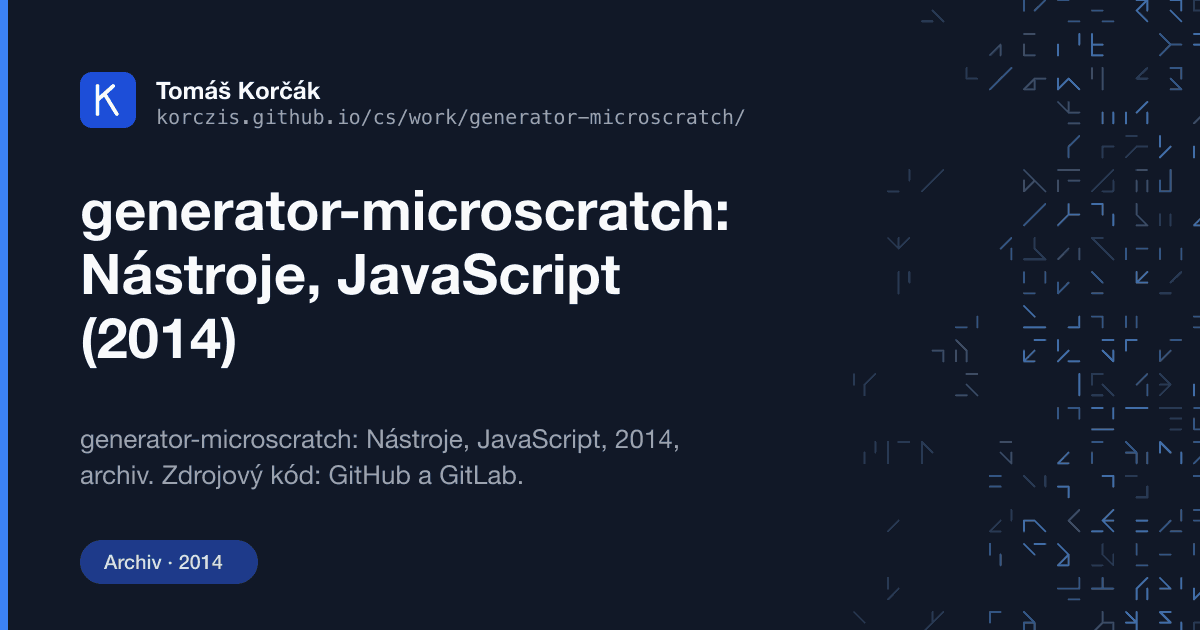 K
Tomáš Korčák
korczis.github.io/cs/work/generator-microscratch/
generator-microscratch:
Nástroje, JavaScript
(2014)
generator-microscratch: Nástroje, JavaScript, 2014,
archiv. Zdrojový kód: GitHub a GitLab.
Archiv · 2014